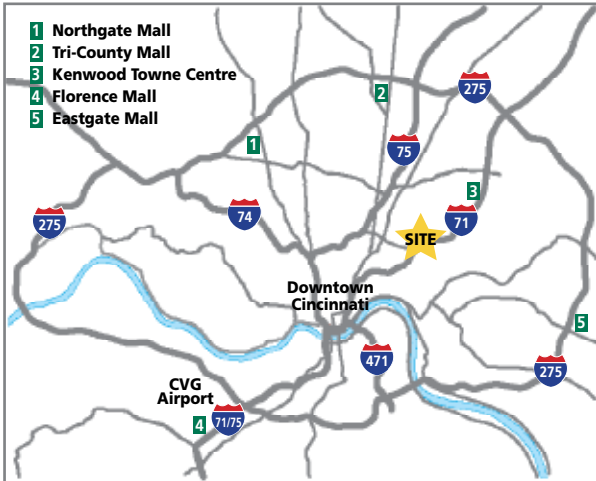 1 Northgate Mall
2 Tri-County Mall
3 Kenwood Towne Centre
4 Florence Mall
5 Eastgate Mall
275
2
75
1
3
275
74
71
SITE
Downtown
Cincinnati
5
471
275
CVG
Airport
4
71/75